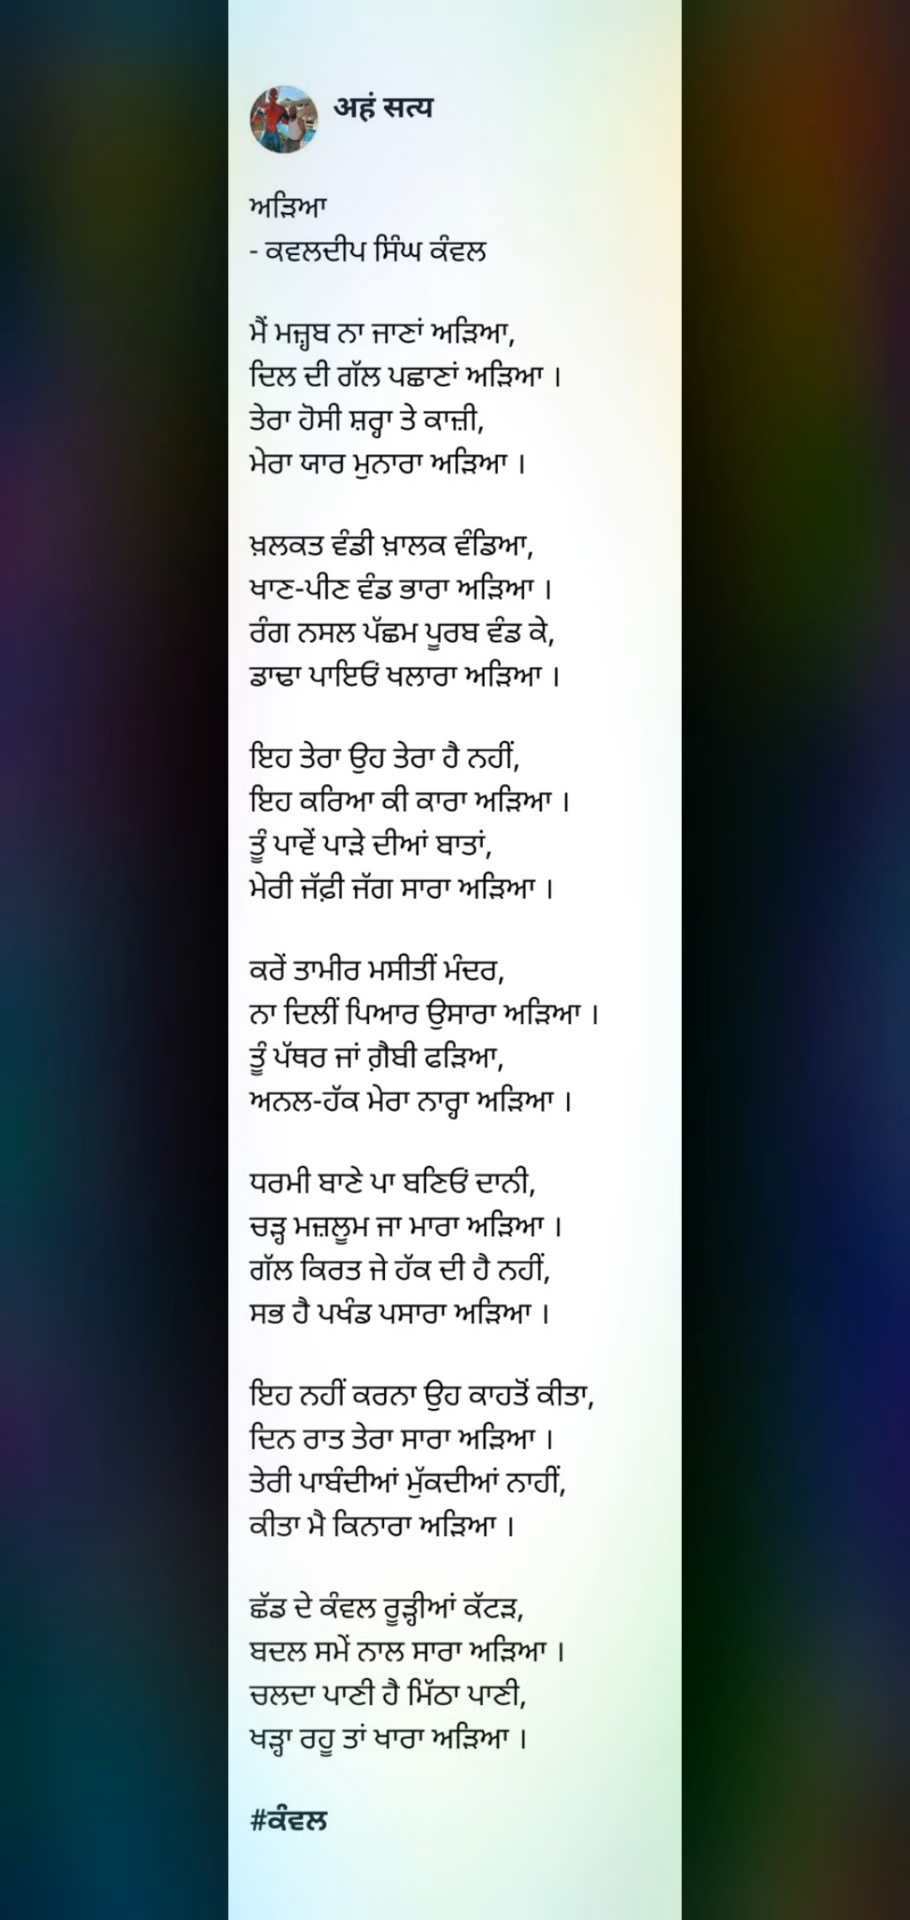 अहं सत्य
ਅੜਿਆ
- ਕਵਲਦੀਪ ਸਿੰਘ ਕੰਵਲ
ਮੈਂ ਮਜ਼੍ਹਬ ਨਾ ਜਾਣਾਂ ਅੜਿਆ,
ਦਿਲ ਦੀ ਗੱਲ ਪਛਾਣਾਂ ਅੜਿਆ ।
ਤੇਰਾ ਹੋਸੀ ਸ਼ਰ੍ਹਾ ਤੇ ਕਾਜ਼ੀ,
ਮੇਰਾ ਯਾਰ ਮੁਨਾਰਾ ਅੜਿਆ ।
ਖ਼ਲਕਤ ਵੰਡੀ ਖ਼ਾਲਕ ਵੰਡਿਆ,
ਖਾਣ-ਪੀਣ ਵੰਡ ਭਾਰਾ ਅੜਿਆ ।
ਰੰਗ ਨਸਲ ਪੱਛਮ ਪੂਰਬ ਵੰਡ ਕੇ,
ਡਾਢਾ ਪਾਇਓਂ ਖਲਾਰਾ ਅੜਿਆ ।
ਇਹ ਤੇਰਾ ਉਹ ਤੇਰਾ ਹੈ ਨਹੀਂ,
ਇਹ ਕਰਿਆ ਕੀ ਕਾਰਾ ਅੜਿਆ ।
ਤੂੰ ਪਾਵੇਂ ਪਾੜੇ ਦੀਆਂ ਬਾਤਾਂ,
ਮੇਰੀ ਜੱਫ਼ੀ ਜੱਗ ਸਾਰਾ ਅੜਿਆ ।
ਕਰੇਂ ਤਾਮੀਰ ਮਸੀਤੀਂ ਮੰਦਰ,
ਨਾ ਦਿਲੀਂ ਪਿਆਰ ਉਸਾਰਾ ਅੜਿਆ ।
ਤੂੰ ਪੱਥਰ ਜਾਂ ਗ਼ੈਬੀ ਫੜਿਆ,
ਅਨਲ-ਹੱਕ ਮੇਰਾ ਨਾਰ੍ਹਾ ਅੜਿਆ ।
ਧਰਮੀ ਬਾਣੇ ਪਾ ਬਣਿਓਂ ਦਾਨੀ,
ਚੜ੍ਹ ਮਜ਼ਲੂਮ ਜਾ ਮਾਰਾ ਅੜਿਆ ।
ਗੱਲ ਕਿਰਤ ਜੇ ਹੱਕ ਦੀ ਹੈ ਨਹੀਂ,
ਸਭ ਹੈ ਪਖੰਡ ਪਸਾਰਾ ਅੜਿਆ ।
ਇਹ ਨਹੀਂ ਕਰਨਾ ਉਹ ਕਾਹਤੋਂ ਕੀਤਾ,
ਦਿਨ ਰਾਤ ਤੇਰਾ ਸਾਰਾ ਅੜਿਆ ।
ਤੇਰੀ ਪਾਬੰਦੀਆਂ ਮੁੱਕਦੀਆਂ ਨਾਹੀਂ,
ਕੀਤਾ ਮੈ ਕਿਨਾਰਾ ਅੜਿਆ ।
ਛੱਡ ਦੇ ਕੰਵਲ ਰੂੜ੍ਹੀਆਂ ਕੱਟੜ,
ਬਦਲ ਸਮੇਂ ਨਾਲ ਸਾਰਾ ਅੜਿਆ ।
ਚਲਦਾ ਪਾਣੀ ਹੈ ਮਿੱਠਾ ਪਾਣੀ,
ਖੜ੍ਹਾ ਰਹੂ ਤਾਂ ਖਾਰਾ ਅੜਿਆ ।
#ਕੰਵਲ